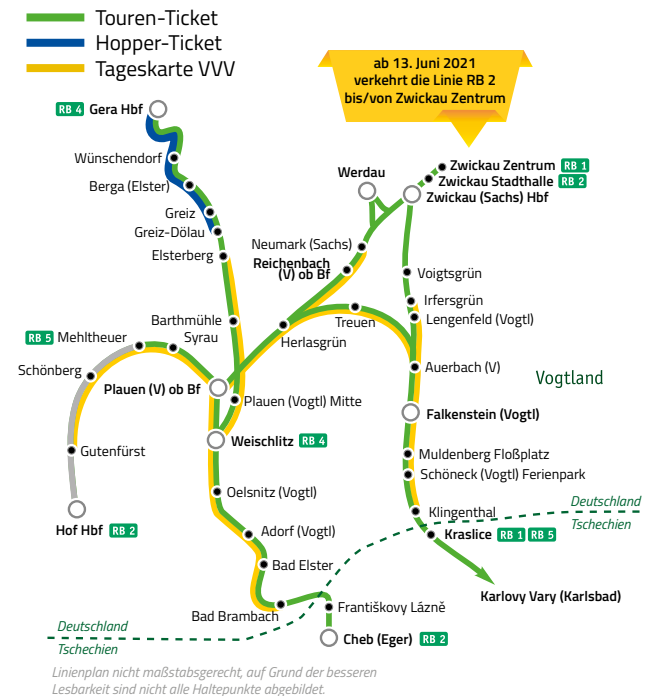 Touren-Ticket
Hopper-Ticket
Tageskarte VVV
ab 13. Juni 2021
verkehrt die Linie RB 2
bis/von Zwickau Zentrum
RB 4 Gera Hbf
Wünschendorf
Berga (Elster)
Greiz
Greiz-Dölau
Elsterberg
Werdau
Zwickau Zentrum RB 1
Zwickau Stadthalle RB 2
Zwickau (Sachs) Hbf
Neumark (Sachs)
Reichenbach
(V) ob Bf
Voigtsgrün
Irfersgrün
Lengenfeld (Vogtl)
Barthmühle
Syrau
Treuen
Herlasgrün
RB 5 Mehltheuer
Schönberg
Plauen (V) ob Bf
Plauen (Vogtl) Mitte
Auerbach (V)
Vogtland
Falkenstein (Vogtl)
Weischlitz RB 4
Gutenfürst
Muldenberg Floßplatz
Schöneck (Vogtl) Ferienpark
Oelsnitz (Vogtl)
Hof Hbf RB 2
Klingenthal
Deutschland
Tschechien
Kraslice RB 1 RB 5
Adorf (Vogtl)
Bad Elster
Karlovy Vary (Karlsbad)
Bad Brambach
Františkovy Lázně
Cheb (Eger) RB 2
Deutschland
Tschechien
Linienplan nicht maßstabsgerecht, auf Grund der besseren
Lesbarkeit sind nicht alle Haltepunkte abgebildet.